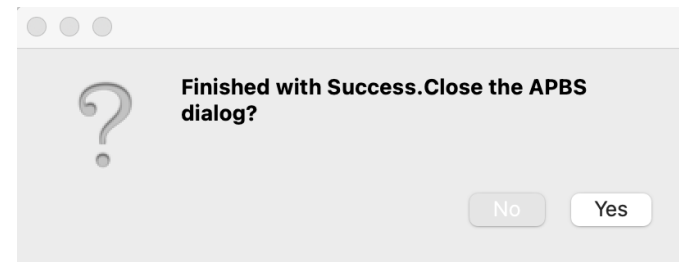 Finished with Success.Close the APBS
dialog?
No
Yes